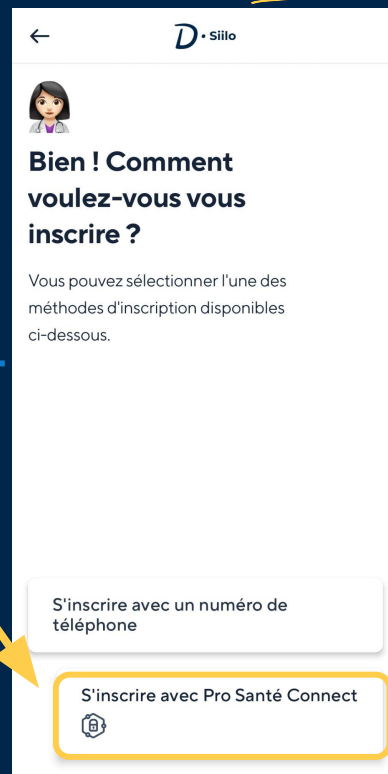 D • Siilo
Bien ! Comment
voulez-vous vous
inscrire ?
Vous pouvez sélectionner l'une des
méthodes d'inscription disponibles
ci-dessous.
S'inscrire avec un numéro de
téléphone
S'inscrire avec Pro Santé Connect